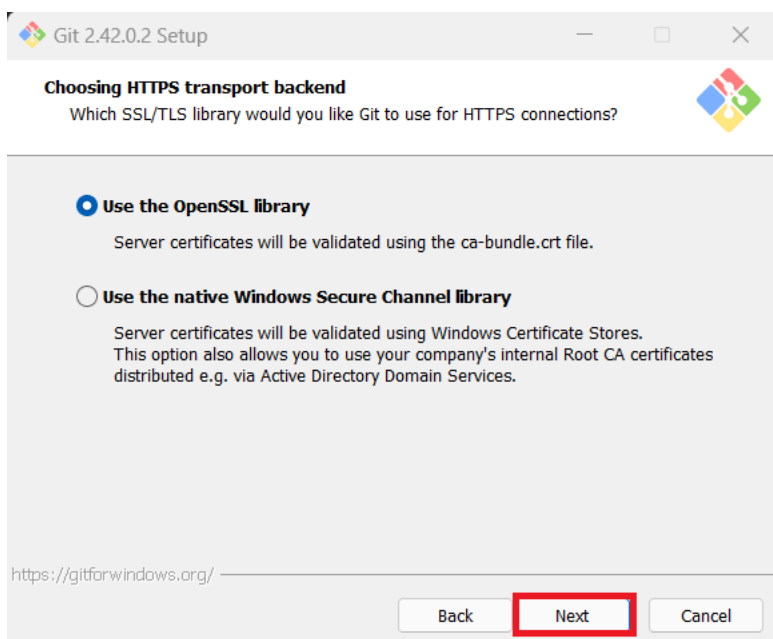 Git 2.42.0.2 Setup
Choosing HTTPS transport backend
Which SSL/TLS library would you like Git to use for HTTPS connections?
Use the OpenSSL library
Server certificates will be validated using the ca-bundle.crt file.
Use the native Windows Secure Channel library
Server certificates will be validated using Windows Certificate Stores.
This option also allows you to use your company's internal Root CA certificates
distributed e.g. via Active Directory Domain Services.
https://gitforwindows.org/
Back Next Cancel